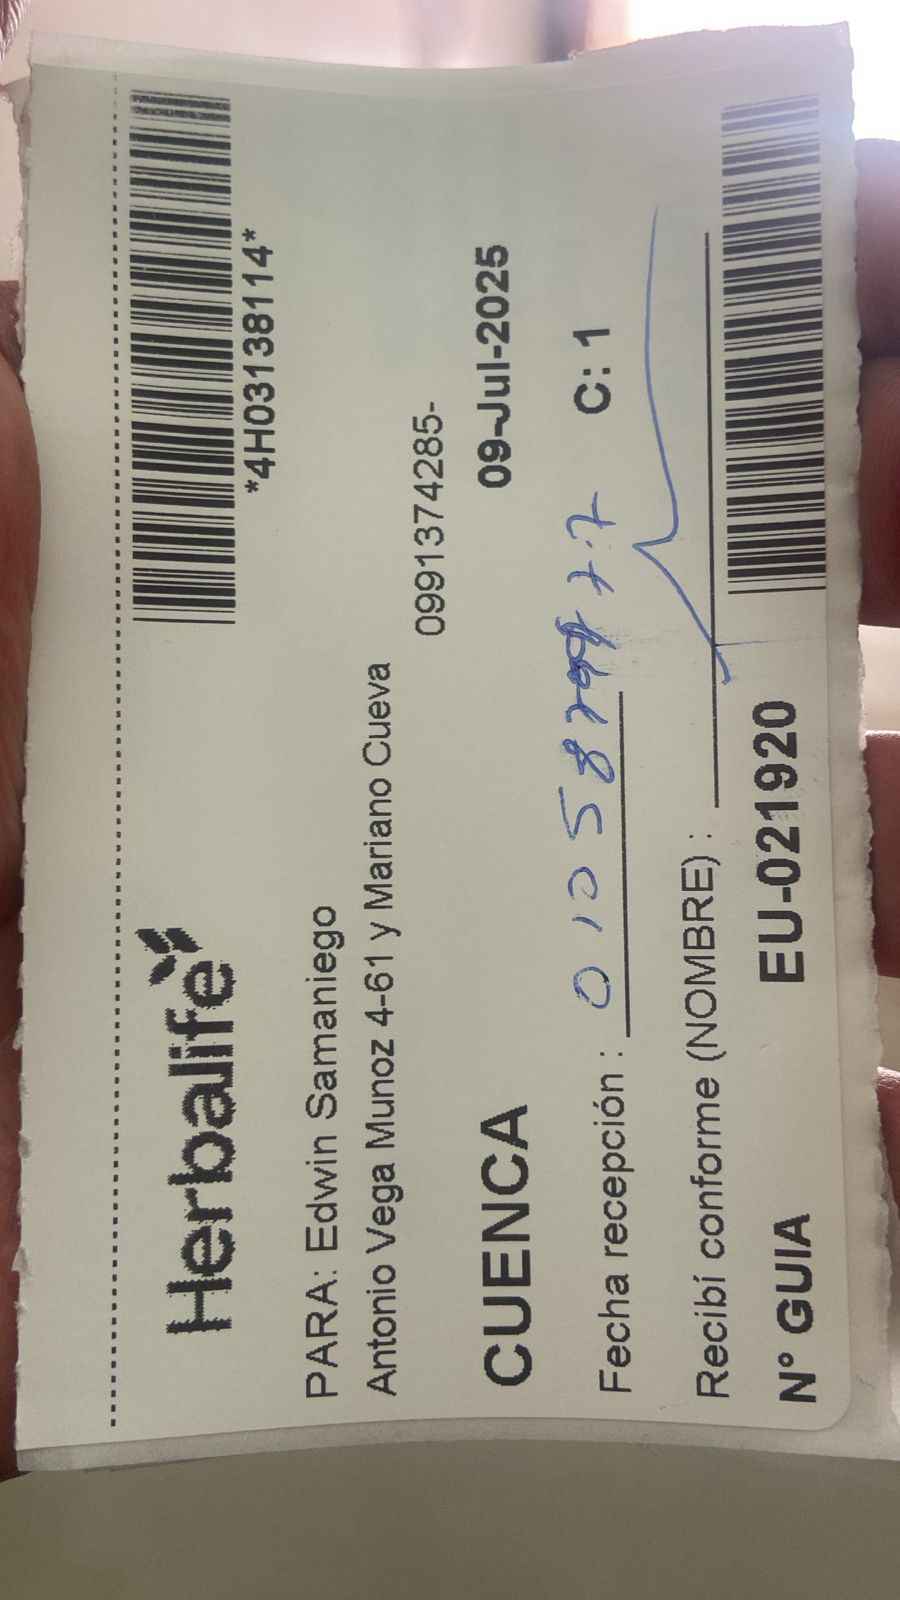 Herbalife
*4H03138114*
PARA: Edwin Samaniego
Antonio Vega Munoz 4-61 y Mariano Cueva
0991374285-
CUENCA 09-Jul-2025
Fecha recepción : C: 1
Recibí conforme (NOMBRE) :
Nº GUIA EU-021920